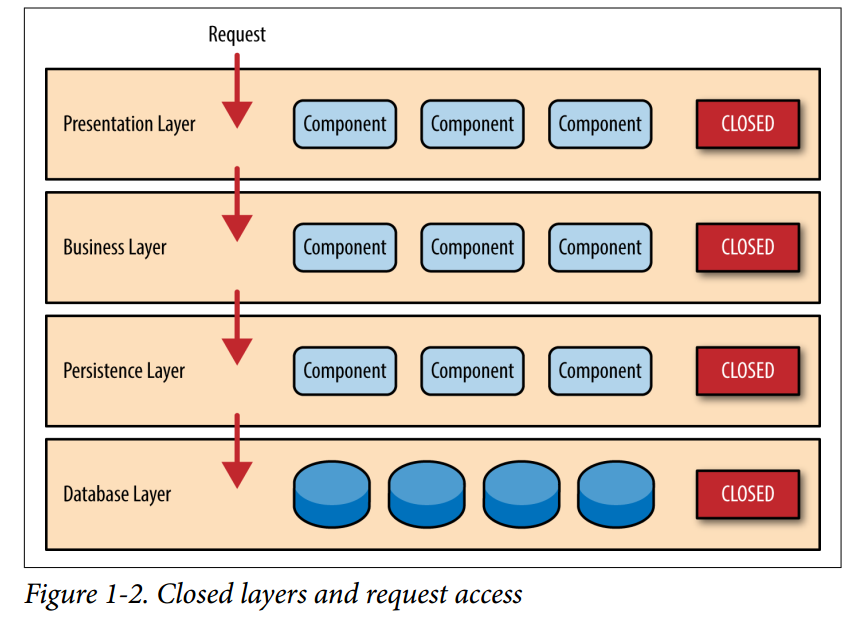 Request
Presentation Layer Component Component Component CLOSED
Business Layer Component Component Component CLOSED
Persistence Layer Component Component Component CLOSED
Database Layer CLOSED
Figure 1-2. Closed layers and request access